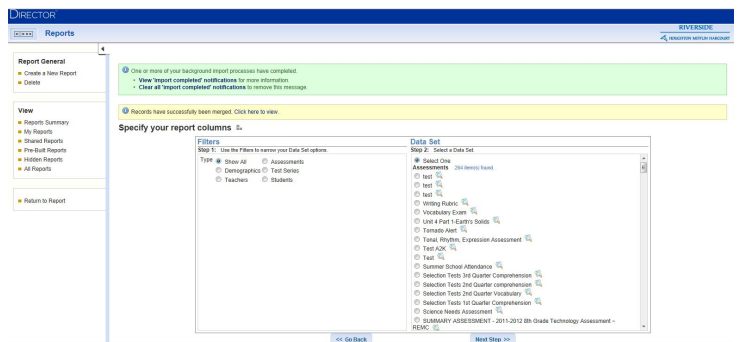 DIRECTOR
Reports
RIVERSIDE
HOUGHTON MIFFLIN HARCOURT
Report General
Create a New Report
Delete
View
Reports Summary
My Reports
Shared Reports
Pre-Built Reports
Hidden Reports
All Reports
Return to Report
One or more of your background import processes have completed.
View 'import completed' notifications for more information.
Clear all 'import completed' notifications to remove this message.
Records have successfully been merged. Click here to view.
Specify your report columns
Filters
Step 1: Use the Filters to narrow your Data Set options.
Type Show All Assessments
Demographics Test Series
Teachers Students
Data Set
Step 2: Select a Data Set
Select One
Assessments 294 item(s) found.
test
test
test
Writing Rubric
Vocabulary Exam
Unit 4 Part 1-Earth's Solids
Tornado Alert
Tonal, Rhythm, Expression Assessment
Test A2K
Test
Summer School Attendance
Selection Tests 3rd Quarter Comprehension
Selection Tests 2nd Quarter comprehension
Selection Tests 2nd Quarter Vocabulary
Selection Tests 1st Quarter Comprehension
Science Needs Assessment
SUMMARY ASSESSMENT - 2011-2012 8th Grade Technology Assessment –
REMC
<< Go Back
Next Step >>